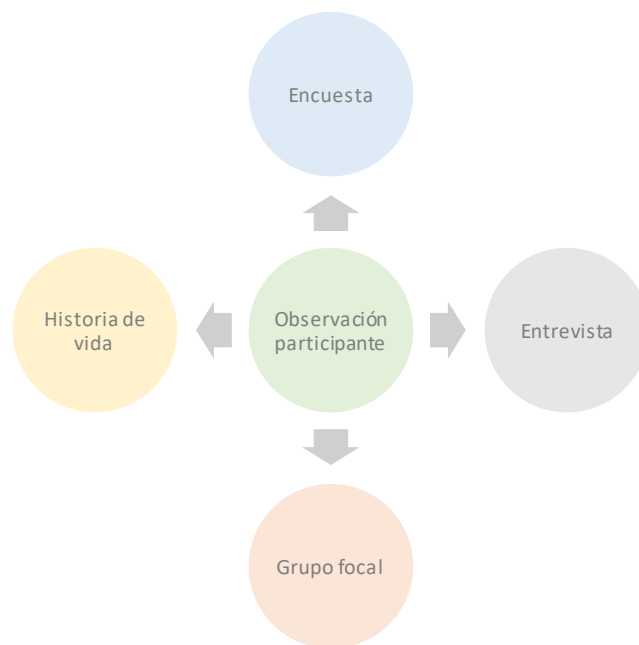 Encuesta
Historia de
vida
Observación
participante
Entrevista
Grupo focal